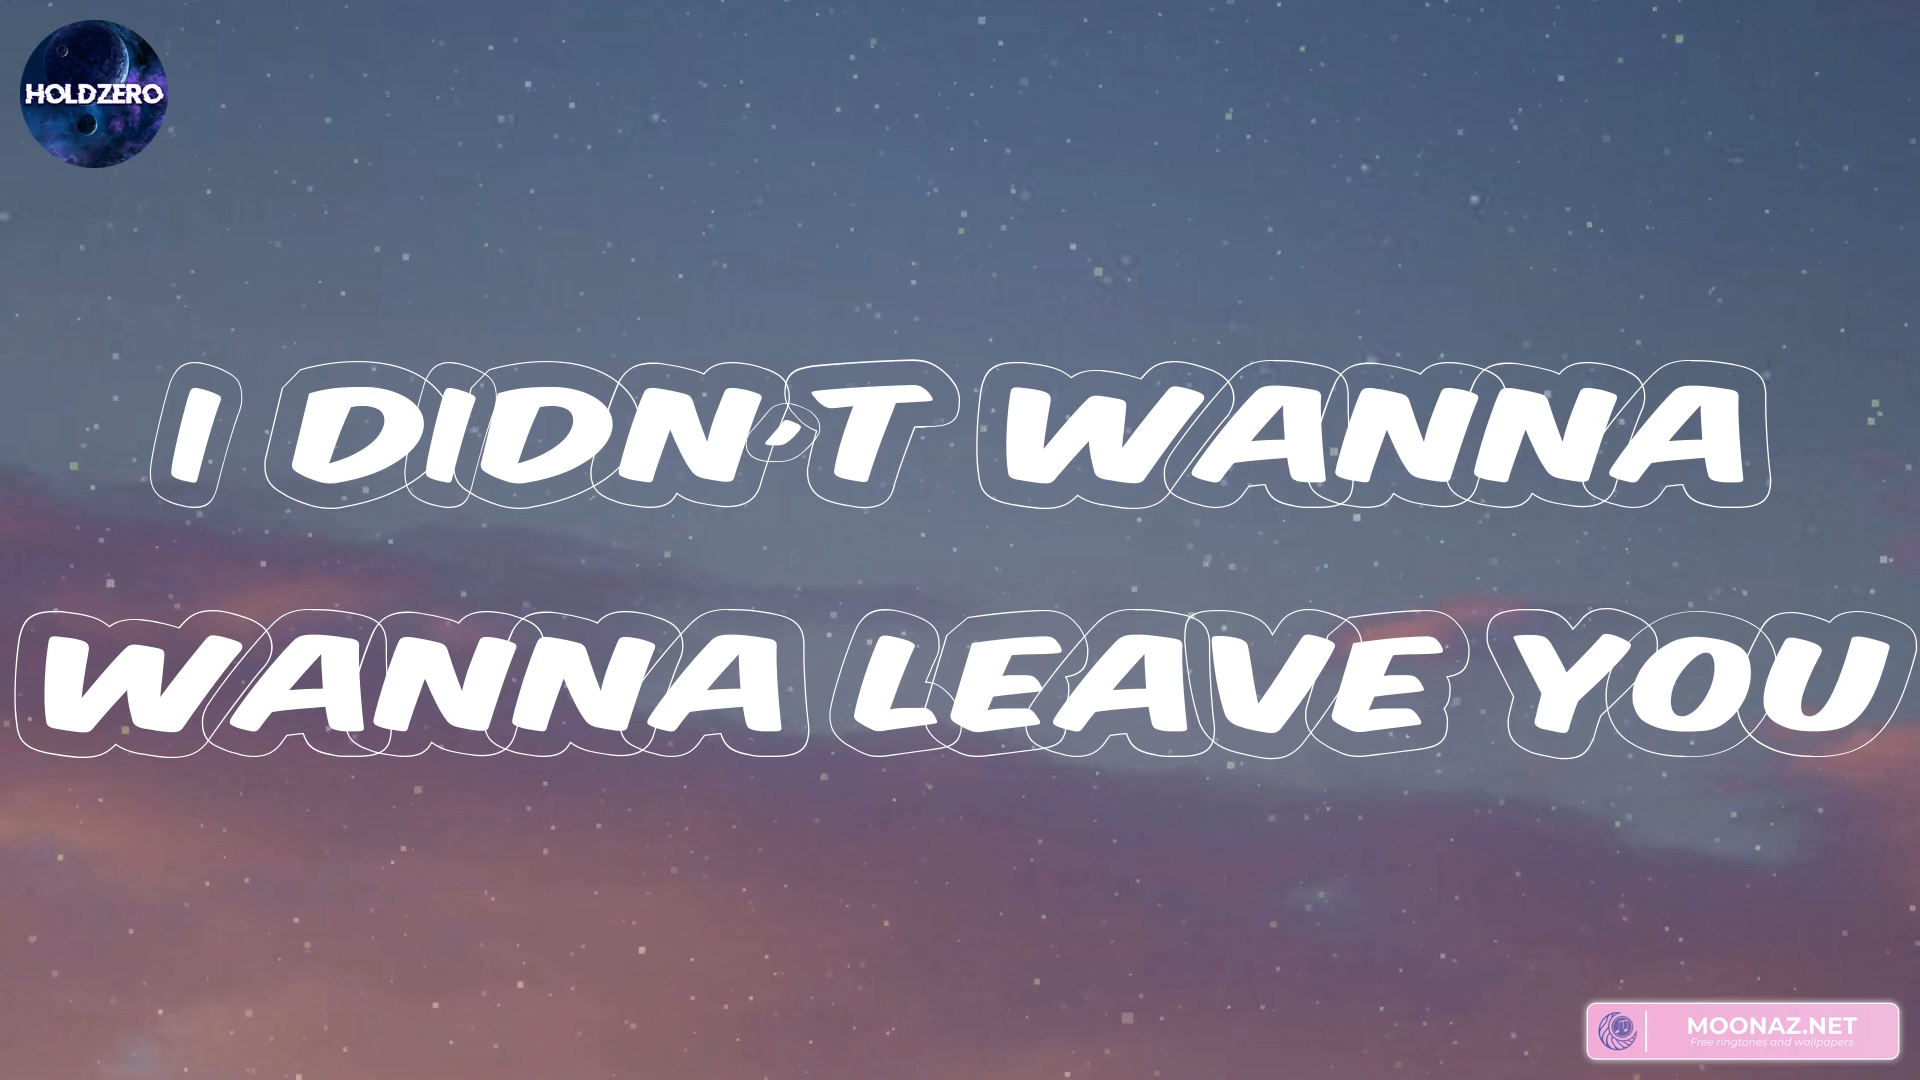 HOLDZERO
I DIDN'T WANNA
WANNA LEAVE YOU
MOONAZ.NET
Free ringtones and wallpapers